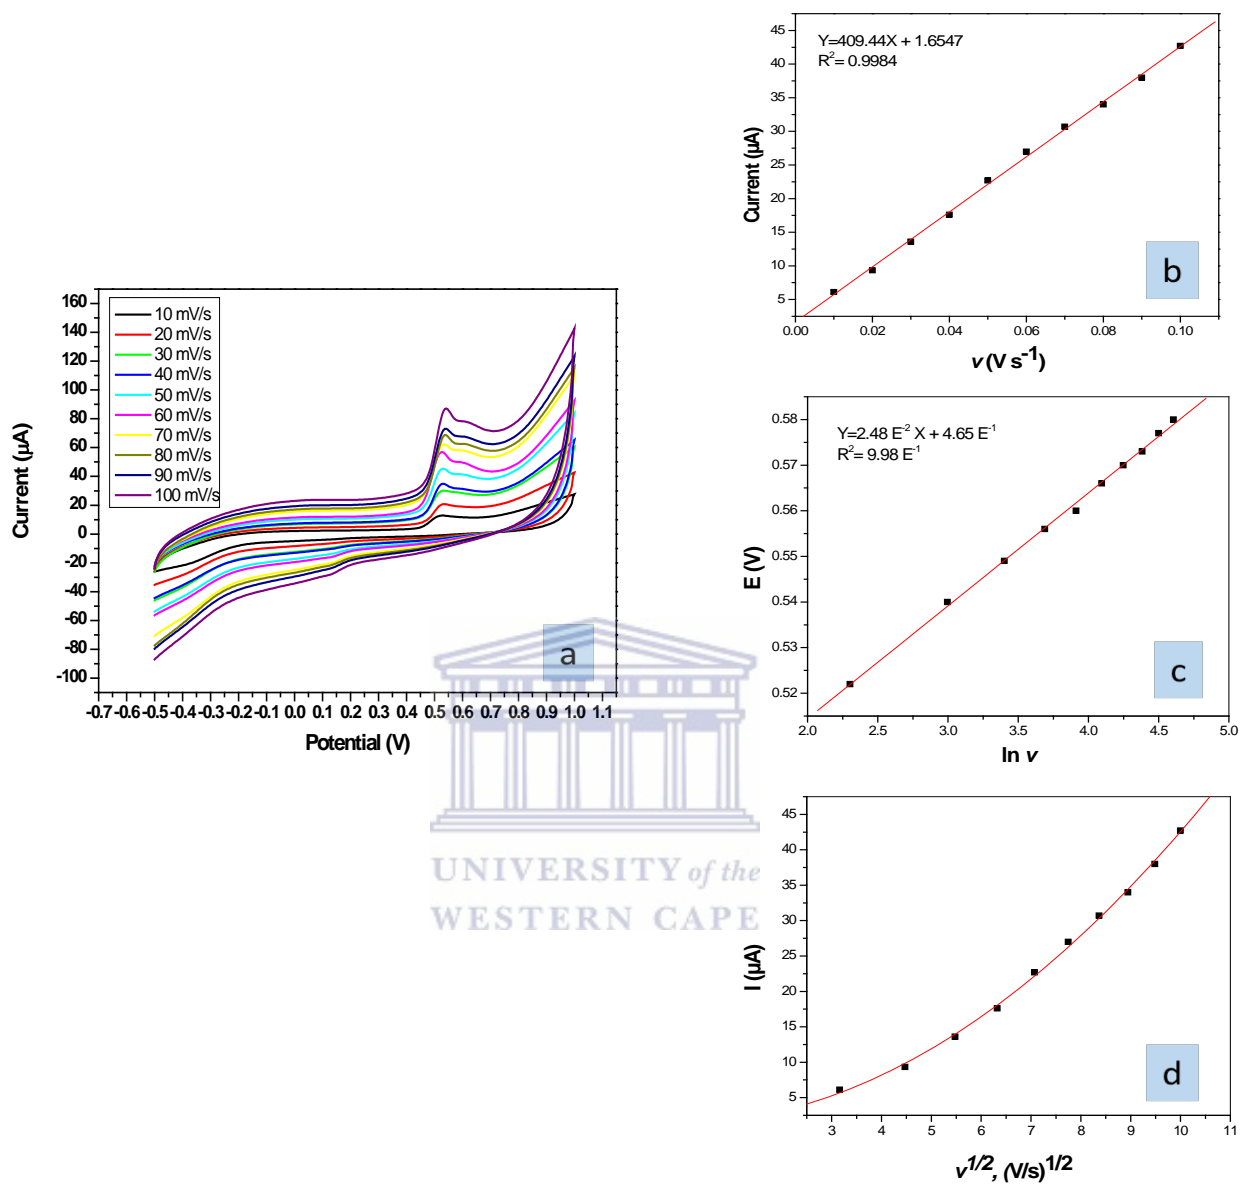 160
140
120
100
80
60
40
20
0
-20
-40
-60
-80
-100
Current (µA)
10 mV/s
20 mV/s
30 mV/s
40 mV/s
50 mV/s
60 mV/s
70 mV/s
80 mV/s
90 mV/s
100 mV/s
a
-0.7 -0.6 -0.5 -0.4 -0.3 -0.2 -0.1 0.0 0.1 0.2 0.3 0.4 0.5 0.6 0.7 0.8 0.9 1.0 1.1
Potential (V)
45
40
35
30
25
20
15
10
5
Current (µA)
Y=409.44X + 1.6547
R²= 0.9984
b
0.00 0.02 0.04 0.06 0.08 0.10
v (V s⁻¹)
0.58
0.57
0.56
0.55
0.54
0.53
0.52
E (V)
Y=2.48 E⁻² X + 4.65 E⁻¹
R²= 9.98 E⁻¹
c
2.0 2.5 3.0 3.5 4.0 4.5 5.0
ln v
45
40
35
30
25
20
15
10
5
I (µA)
d
3 4 5 6 7 8 9 10 11
v^1/2, (V/s)^1/2
UNIVERSITY of the
WESTERN CAPE